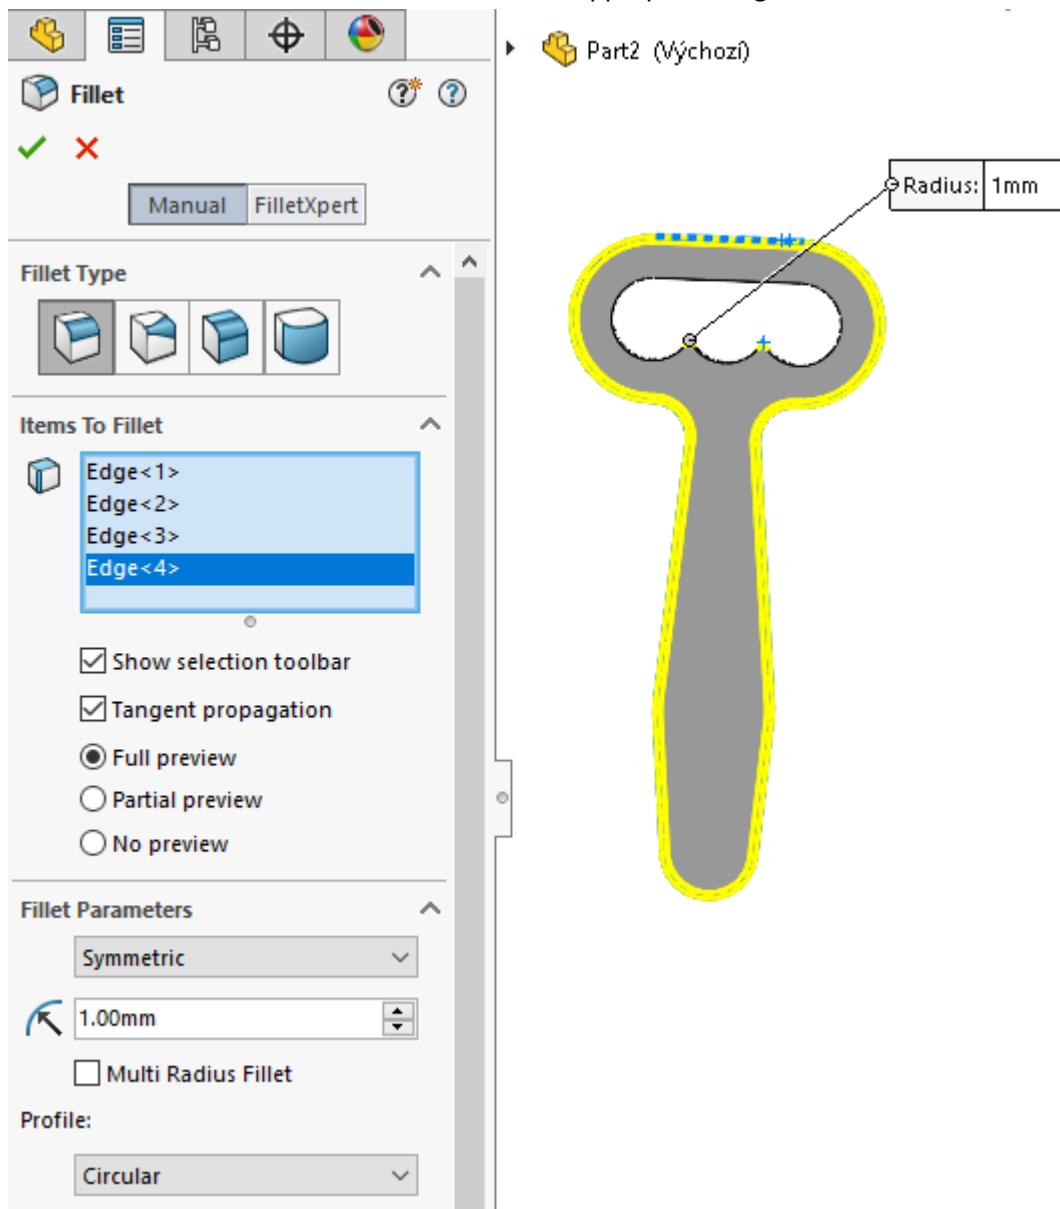 Part2 (Výchozí)
Fillet
Manual
FilletXpert
Radius: 1mm
Fillet Type
Items To Fillet
Edge<1>
Edge<2>
Edge<3>
Edge<4>
Show selection toolbar
Tangent propagation
Full preview
Partial preview
No preview
Fillet Parameters
Symmetric
1.00mm
Multi Radius Fillet
Profile:
Circular